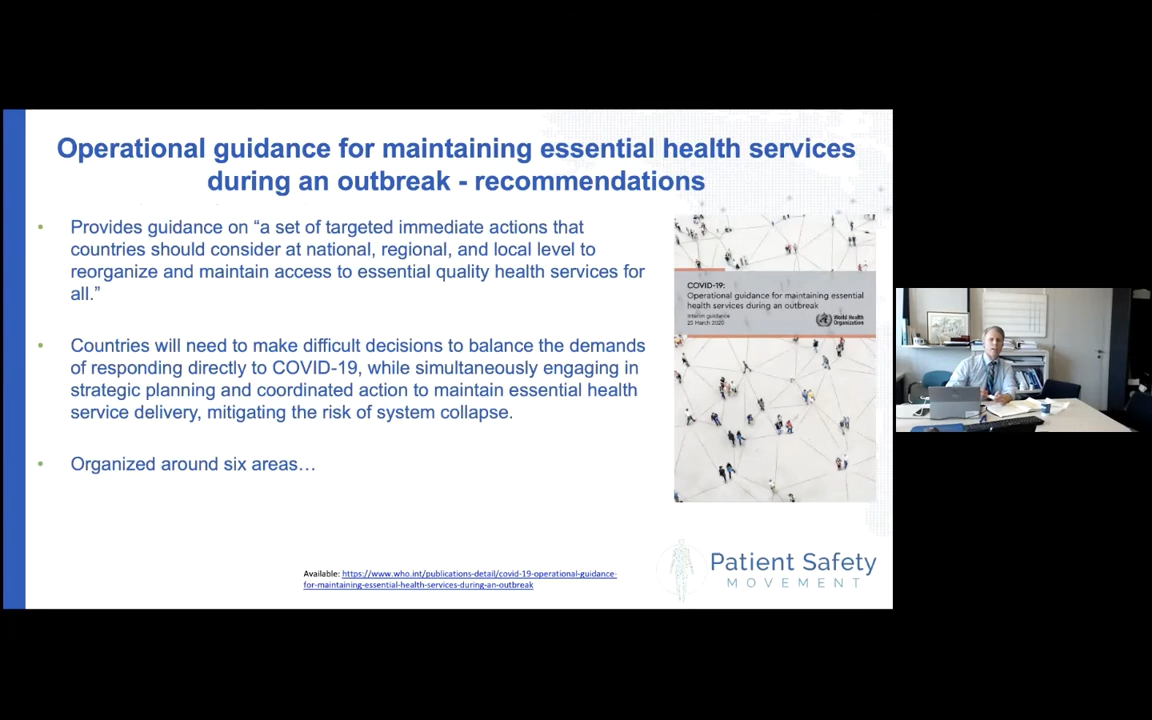 Operational guidance for maintaining essential health services
during an outbreak - recommendations
• Provides guidance on “a set of targeted immediate actions that
countries should consider at national, regional, and local level to
reorganize and maintain access to essential quality health services for
all.”
• Countries will need to make difficult decisions to balance the demands
of responding directly to COVID-19, while simultaneously engaging in
strategic planning and coordinated action to maintain essential health
service delivery, mitigating the risk of system collapse.
• Organized around six areas…
COVID-19:
Operational guidance for maintaining essential
health services during an outbreak
Interim guidance
25 March 2020
World Health
Organization
Available: https://www.who.int/publications-detail/covid-19-operational-guidance-
for-maintaining-essential-health-services-during-an-outbreak
Patient Safety
MOVEMENT